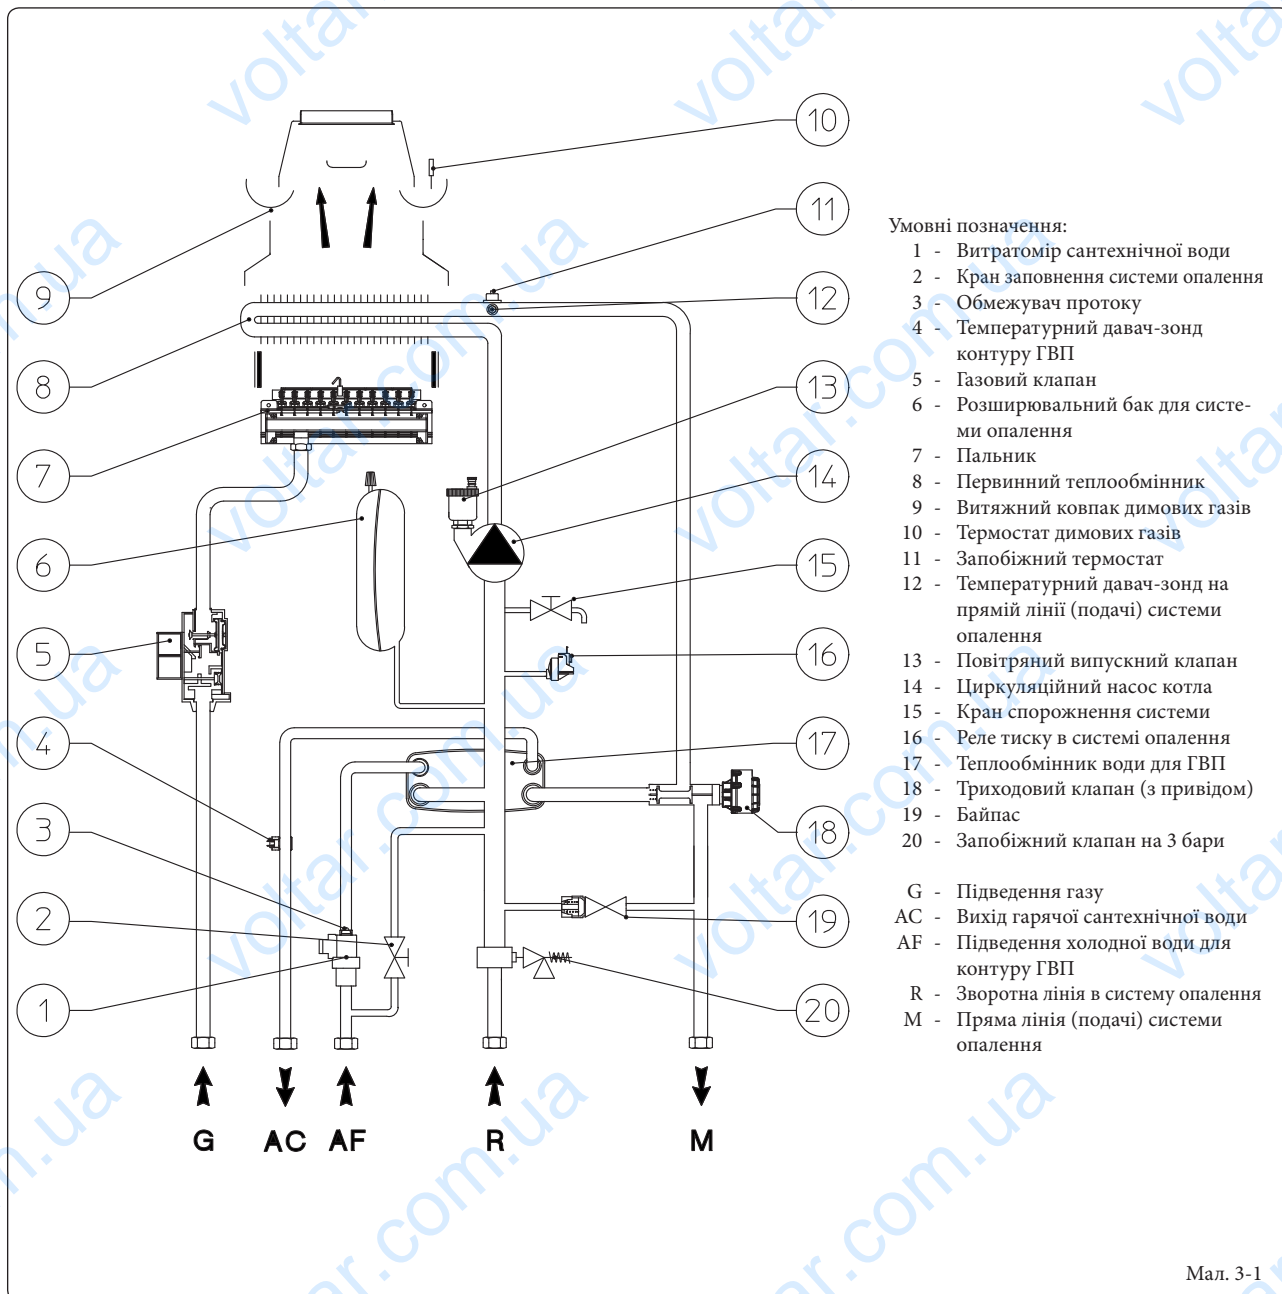 10
11
12
9
8
13
7
14
6
15
5
16
4
17
3
18
2
19
1
20
G
AC
AF
R
M
Умовні позначення:
1 - Витратомір сантехнічної води
2 - Кран заповнення системи опалення
3 - Обмежувач протоку
4 - Температурний давач-зонд
контуру ГВП
5 - Газовий клапан
6 - Розширювальний бак для систе-
ми опалення
7 - Пальник
8 - Первинний теплообмінник
9 - Витяжний ковпак димових газів
10 - Термостат димових газів
11 - Запобіжний термостат
12 - Температурний давач-зонд на
прямій лінії (подачі) системи
опалення
13 - Повітряний випускний клапан
14 - Циркуляційний насос котла
15 - Кран спорожнення системи
16 - Реле тиску в системі опалення
17 - Теплообмінник води для ГВП
18 - Триходовий клапан (з привідом)
19 - Байпас
20 - Запобіжний клапан на 3 бари
G - Підведення газу
AC - Вихід гарячої сантехнічної води
AF - Підведення холодної води для
контуру ГВП
R - Зворотна лінія в систему опалення
M - Пряма лінія (подачі) системи
опалення
Мал. 3-1
voltar.com.ua